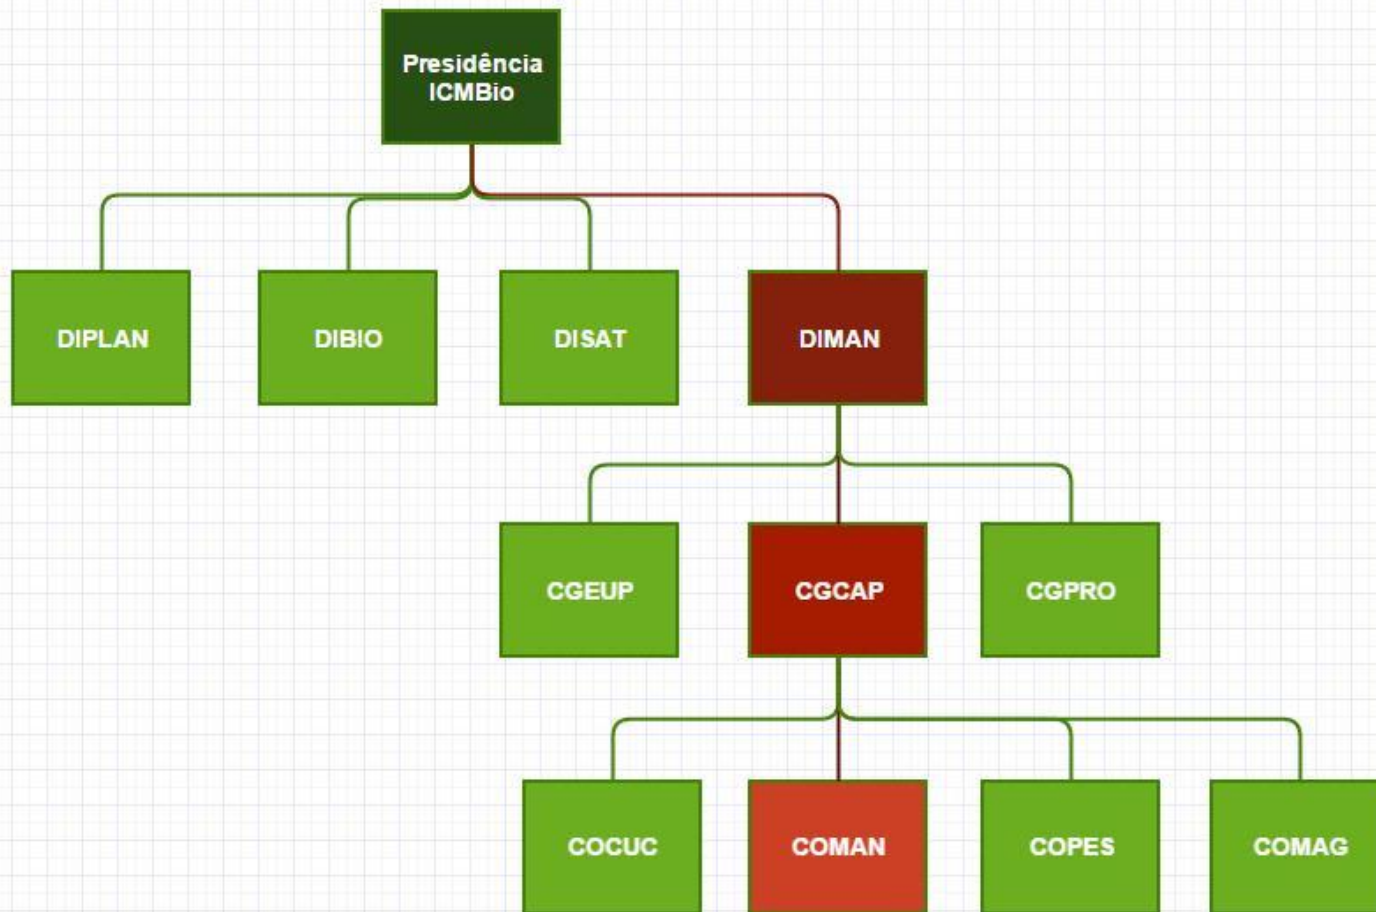 Presidência
ICMBio
DIPLAN
DIBIO
DISAT
DIMAN
CGEUP
CGCAP
CGPRO
COCUC
COMAN
COPES
COMAG